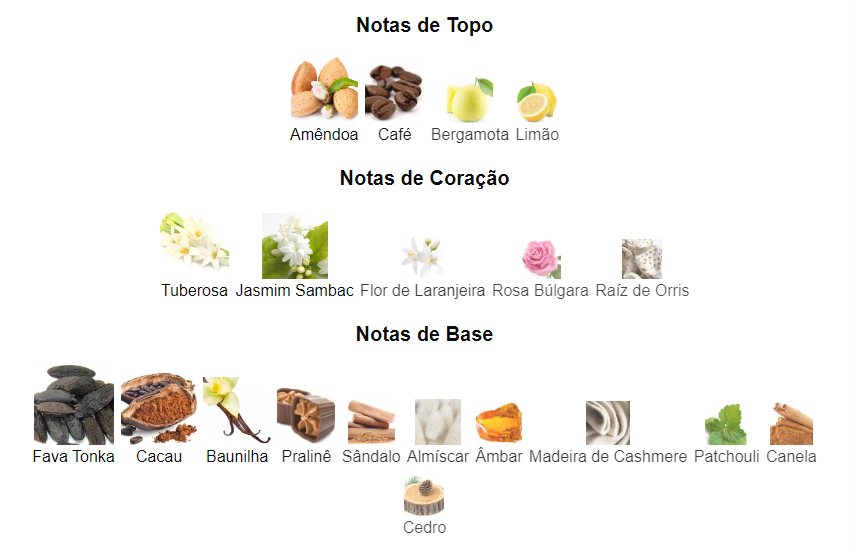 Notas de Topo
Amêndoa Café Bergamota Limão
Notas de Coração
Tuberosa Jasmim Sambac Flor de Laranjeira Rosa Búlgara Raíz de Orris
Notas de Base
Fava Tonka Cacau Baunilha Pralinê Sândalo Almíscar Âmbar Madeira de Cashmere Patchouli Canela
Cedro